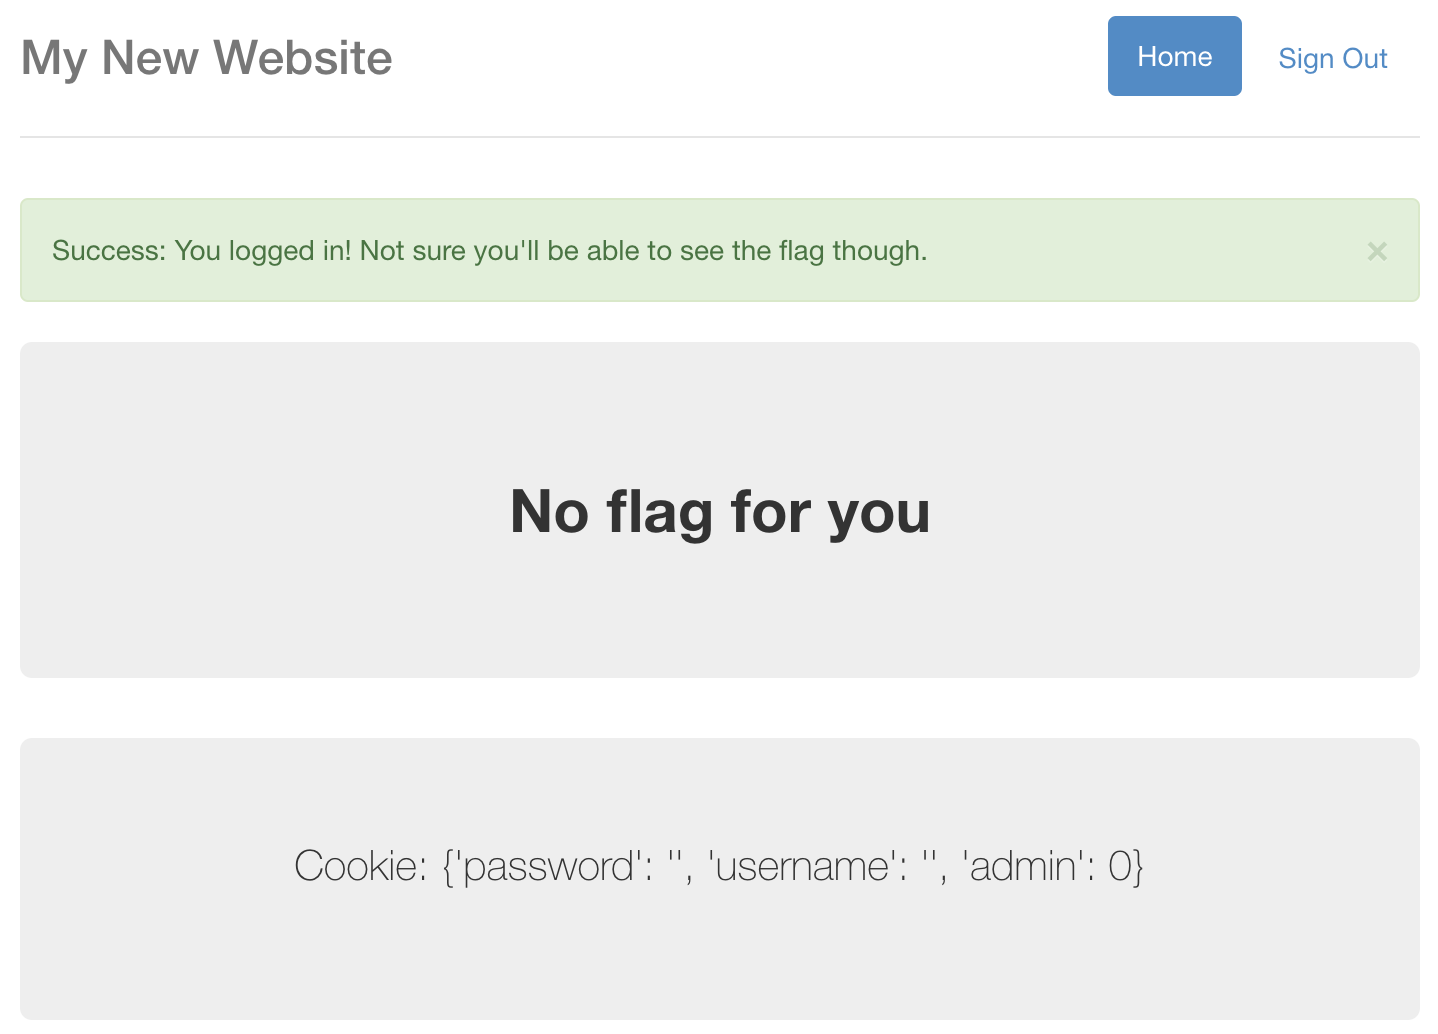 My New Website
Home
Sign Out
Success: You logged in! Not sure you'll be able to see the flag though.
×
No flag for you
Cookie: {'password': '', 'username': '', 'admin': 0}